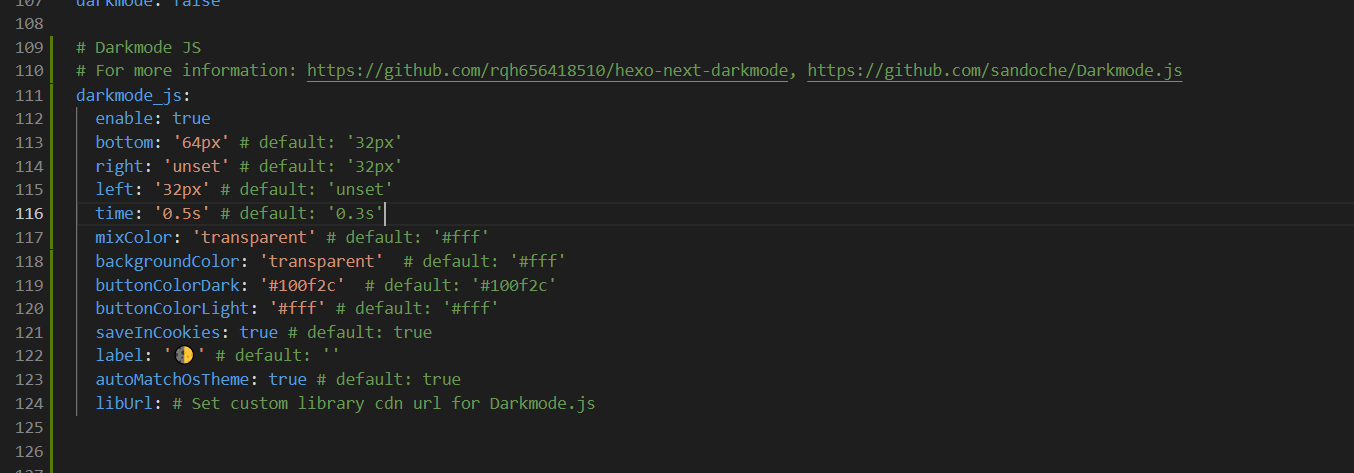 107 darkmode: false
108
109 # Darkmode JS
110 # For more information: https://github.com/rqh656418510/hexo-next-darkmode, https://github.com/sandoche/Darkmode.js
111 darkmode_js:
112 enable: true
113 bottom: '64px' # default: '32px'
114 right: 'unset' # default: '32px'
115 left: '32px' # default: 'unset'
116 time: '0.5s' # default: '0.3s'
117 mixColor: 'transparent' # default: '#fff'
118 backgroundColor: 'transparent'  # default: '#fff'
119 buttonColorDark: '#100f2c'  # default: '#100f2c'
120 buttonColorLight: '#fff' # default: '#fff'
121 saveInCookies: true # default: true
122 label: '🌓' # default: ''
123 autoMatchOsTheme: true # default: true
124 libUrl: # Set custom library cdn url for Darkmode.js
125
126
127